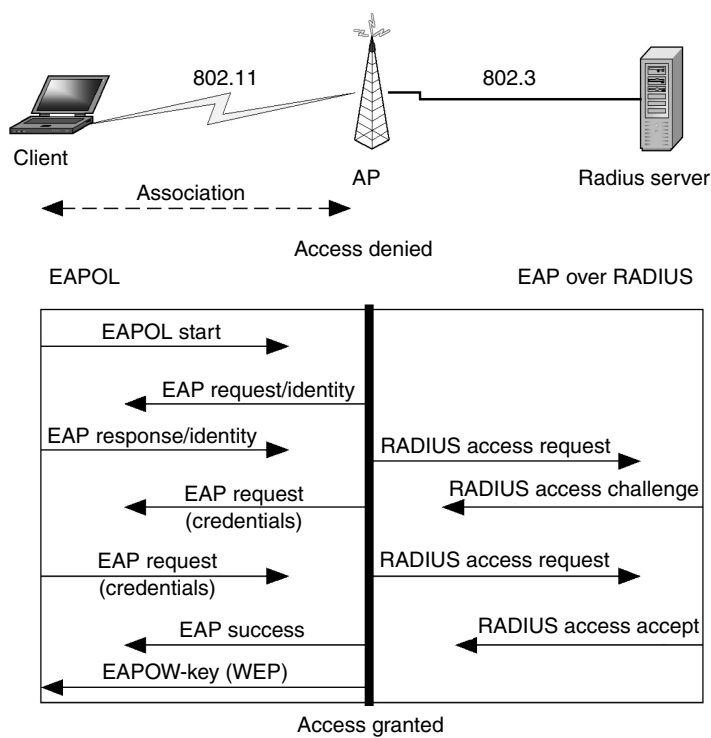 802.11
802.3
Client
AP
Radius server
Association
Access denied
EAPOL
EAP over RADIUS
EAPOL start
EAP request/identity
EAP response/identity
RADIUS access request
EAP request
(credentials)
RADIUS access challenge
EAP request
(credentials)
RADIUS access request
EAP success
RADIUS access accept
EAPOW-key (WEP)
Access granted